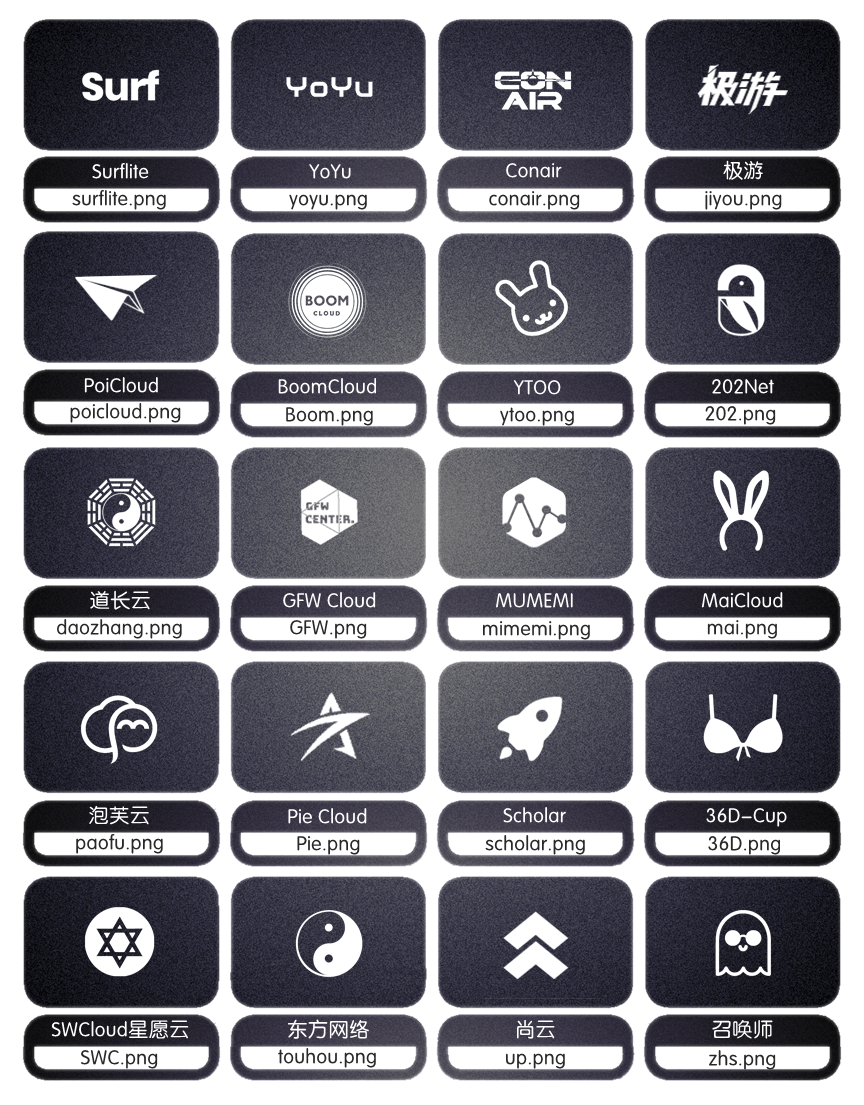 Surf
YoYu
CON
AIR
极游
Surflite
YoYu
Conair
极游
surflite.png
yoyu.png
conair.png
jiyou.png
BOOM
CLOUD
PoiCloud
BoomCloud
YTOO
202Net
poicloud.png
Boom.png
ytoo.png
202.png
GFW
CENTER.
道长云
GFW Cloud
MUMEMI
MaiCloud
daozhang.png
GFW.png
mimemi.png
mai.png
泡芙云
Pie Cloud
Scholar
36D-Cup
paofu.png
Pie.png
scholar.png
36D.png
SWCloud星愿云
东方网络
尚云
召唤师
SWC.png
touhou.png
up.png
zhs.png